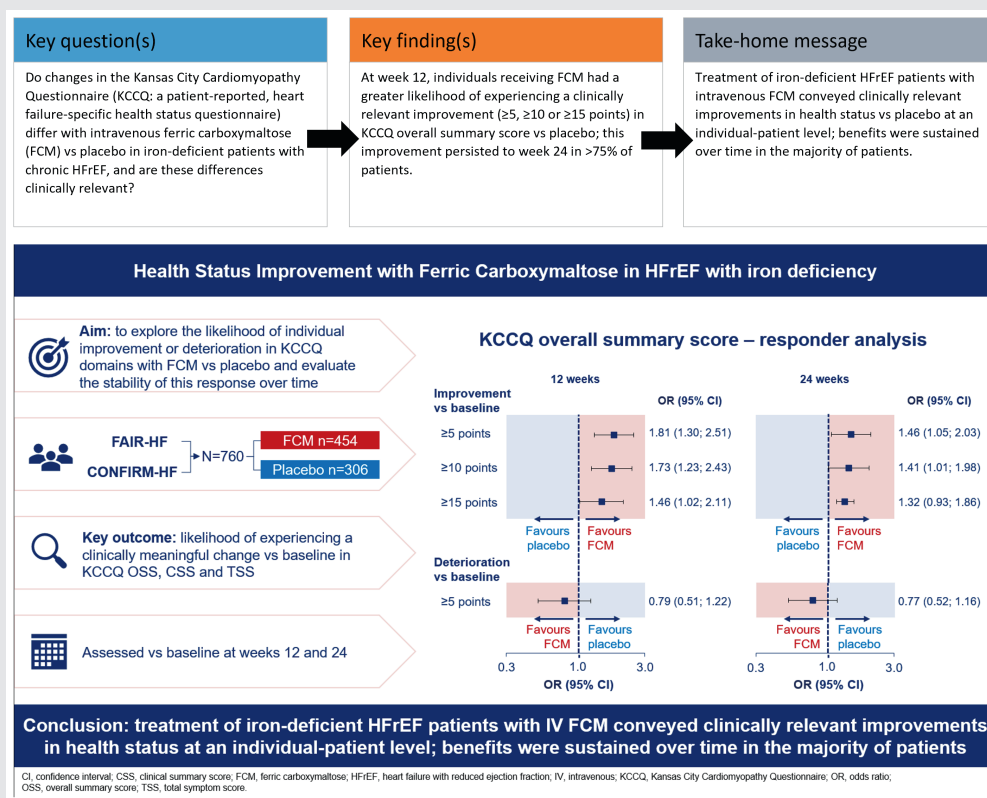 Key question(s)
Do changes in the Kansas City Cardiomyopathy
Questionnaire (KCCQ: a patient-reported, heart
failure-specific health status questionnaire)
differ with intravenous ferric carboxymaltose
(FCM) vs placebo in iron-deficient patients with
chronic HFrEF, and are these differences
clinically relevant?
Key finding(s)
At week 12, individuals receiving FCM had a
greater likelihood of experiencing a clinically
relevant improvement (≥5, ≥10 or ≥15 points) in
KCCQ overall summary score vs placebo; this
improvement persisted to week 24 in >75% of
patients.
Take-home message
Treatment of iron-deficient HFrEF patients with
intravenous FCM conveyed clinically relevant
improvements in health status vs placebo at an
individual-patient level; benefits were sustained
over time in the majority of patients.
Health Status Improvement with Ferric Carboxymaltose in HFrEF with iron deficiency
Aim: to explore the likelihood of individual
improvement or deterioration in KCCQ
domains with FCM vs placebo and evaluate
the stability of this response over time
FAIR-HF
CONFIRM-HF
N=760
FCM n=454
Placebo n=306
Key outcome: likelihood of experiencing a
clinically meaningful change vs baseline in
KCCQ OSS, CSS and TSS
Assessed vs baseline at weeks 12 and 24
KCCQ overall summary score – responder analysis
12 weeks
Improvement
vs baseline
OR (95% CI)
≥5 points
1.81 (1.30; 2.51)
≥10 points
1.73 (1.23; 2.43)
≥15 points
1.46 (1.02; 2.11)
Favours
placebo
Favours
FCM
Deterioration
vs baseline
≥5 points
0.79 (0.51; 1.22)
Favours
FCM
Favours
placebo
0.3 1.0 3.0
OR (95% CI)
24 weeks
OR (95% CI)
1.46 (1.05; 2.03)
1.41 (1.01; 1.98)
1.32 (0.93; 1.86)
Favours
placebo
Favours
FCM
0.77 (0.52; 1.16)
Favours
FCM
Favours
placebo
0.3 1.0 3.0
OR (95% CI)
Conclusion: treatment of iron-deficient HFrEF patients with IV FCM conveyed clinically relevant improvements
in health status at an individual-patient level; benefits were sustained over time in the majority of patients
CI, confidence interval; CSS, clinical summary score; FCM, ferric carboxymaltose; HFrEF, heart failure with reduced ejection fraction; IV, intravenous; KCCQ, Kansas City Cardiomyopathy Questionnaire; OR, odds ratio;
OSS, overall summary score; TSS, total symptom score.